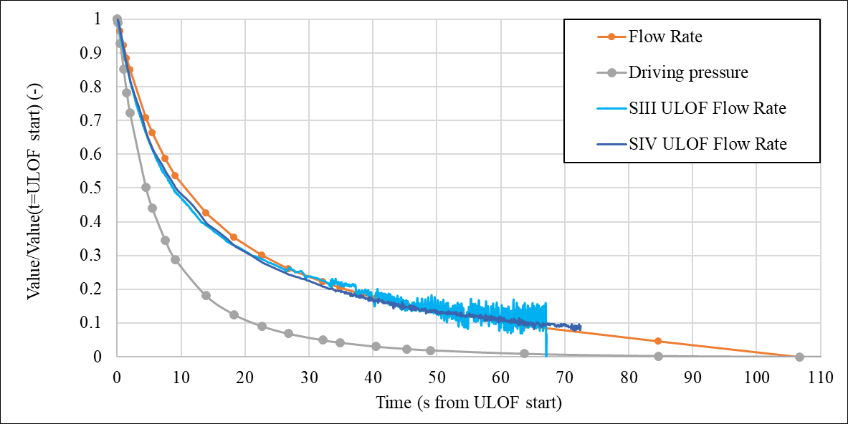 1
0.9
0.8
0.7
0.6
0.5
0.4
0.3
0.2
0.1
0
Value/Value(t=ULOF start) (-)
Flow Rate
Driving pressure
SIII ULOF Flow Rate
SIV ULOF Flow Rate
0 10 20 30 40 50 60 70 80 90 100 110
Time (s from ULOF start)